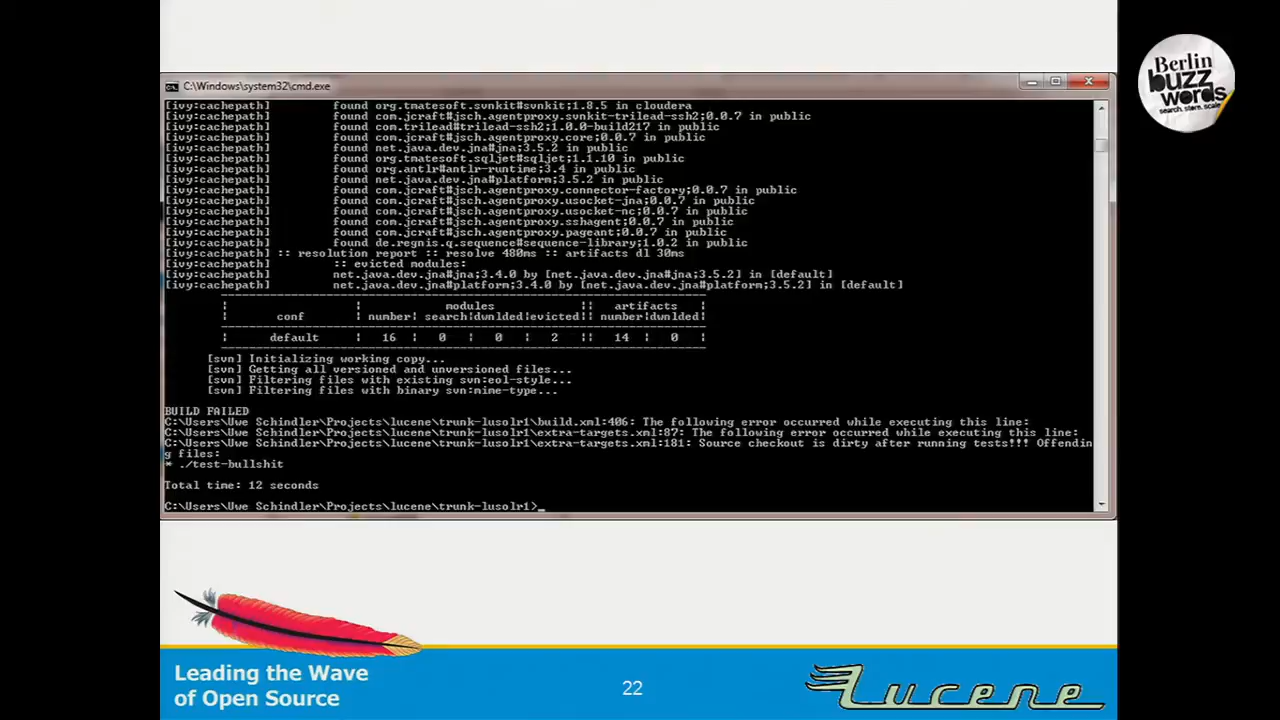 Berlin
buzz
words
search. store. scale.
C:\Windows\system32\cmd.exe
[ivy:cachepath] found org.tmatesoft.svnkit#svnkit;1.8.5 in cloudera
[ivy:cachepath] found com.jcraft#jsch.agentproxy.svnkit-trilead-ssh2;0.0.7 in public
[ivy:cachepath] found com.trilead#trilead-ssh2;1.0.0-build217 in public
[ivy:cachepath] found com.jcraft#jsch.agentproxy.core;0.0.7 in public
[ivy:cachepath] found net.java.dev.jna#jna;3.5.2 in public
[ivy:cachepath] found org.tmatesoft.sqljet#sqljet;1.1.10 in public
[ivy:cachepath] found org.antlr#antlr-runtime;3.4 in public
[ivy:cachepath] found net.java.dev.jna#platform;3.5.2 in public
[ivy:cachepath] found com.jcraft#jsch.agentproxy.connector-factory;0.0.7 in public
[ivy:cachepath] found com.jcraft#jsch.agentproxy.usocket-jna;0.0.7 in public
[ivy:cachepath] found com.jcraft#jsch.agentproxy.usocket-nc;0.0.7 in public
[ivy:cachepath] found com.jcraft#jsch.agentproxy.sshagent;0.0.7 in public
[ivy:cachepath] found com.jcraft#jsch.agentproxy.pageant;0.0.7 in public
[ivy:cachepath] found de.regnis.q.sequence#sequence-library;1.0.2 in public
[ivy:cachepath] :: resolution report :: resolve 480ms :: artifacts dl 30ms
[ivy:cachepath] :: evicted modules:
[ivy:cachepath] net.java.dev.jna#jna;3.4.0 by [net.java.dev.jna#jna;3.5.2] in [default]
[ivy:cachepath] net.java.dev.jna#platform;3.4.0 by [net.java.dev.jna#platform;3.5.2] in [default]
| | modules || artifacts |
| conf | number| search|dwnlded|evicted|| number|dwnlded|
| default | 16 | 0 | 0 | 2 || 14 | 0 |
[svn] Initializing working copy...
[svn] Getting all versioned and unversioned files...
[svn] Filtering files with existing svn:eol-style...
[svn] Filtering files with binary svn:mime-type...
BUILD FAILED
C:\Users\Uwe Schindler\Projects\lucene\trunk-lusolr1\build.xml:406: The following error occurred while executing this line:
C:\Users\Uwe Schindler\Projects\lucene\trunk-lusolr1\extra-targets.xml:87: The following error occurred while executing this line:
C:\Users\Uwe Schindler\Projects\lucene\trunk-lusolr1\extra-targets.xml:181: Source checkout is dirty after running tests!!! Offendin
g files:
* ./test-bullshit
Total time: 12 seconds
C:\Users\Uwe Schindler\Projects\lucene\trunk-lusolr1>_
Leading the Wave
of Open Source
22
Lucene